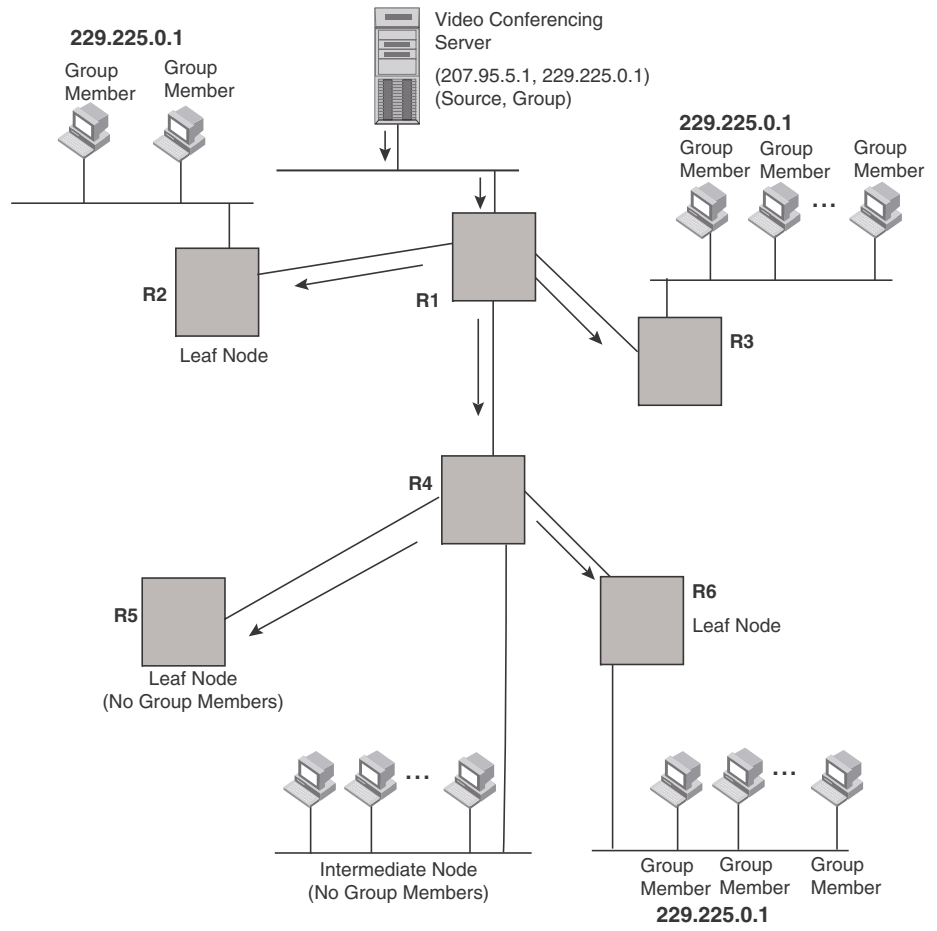 Video Conferencing
Server
(207.95.5.1, 229.225.0.1)
(Source, Group)
229.225.0.1
Group
Member
Group
Member
229.225.0.1
Group
Member
Group
Member
...
Group
Member
R2
Leaf Node
R1
R3
R4
R5
Leaf Node
(No Group Members)
R6
Leaf Node
...
Intermediate Node
(No Group Members)
...
Group
Member
Group
Member
Group
Member
229.225.0.1